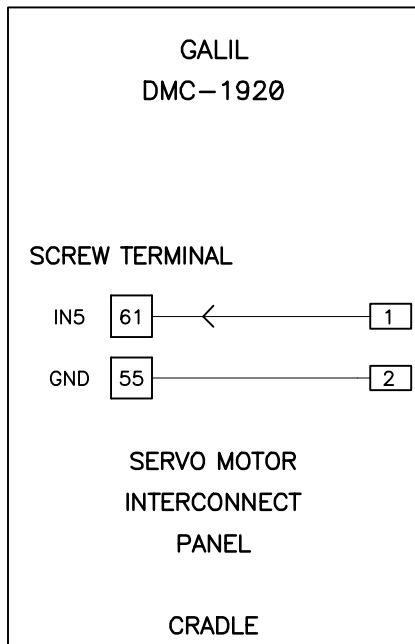 GALIL
DMC-1920
SCREW TERMINAL
IN5 61 1
GND 55 2
SERVO MOTOR
INTERCONNECT
PANEL
CRADLE